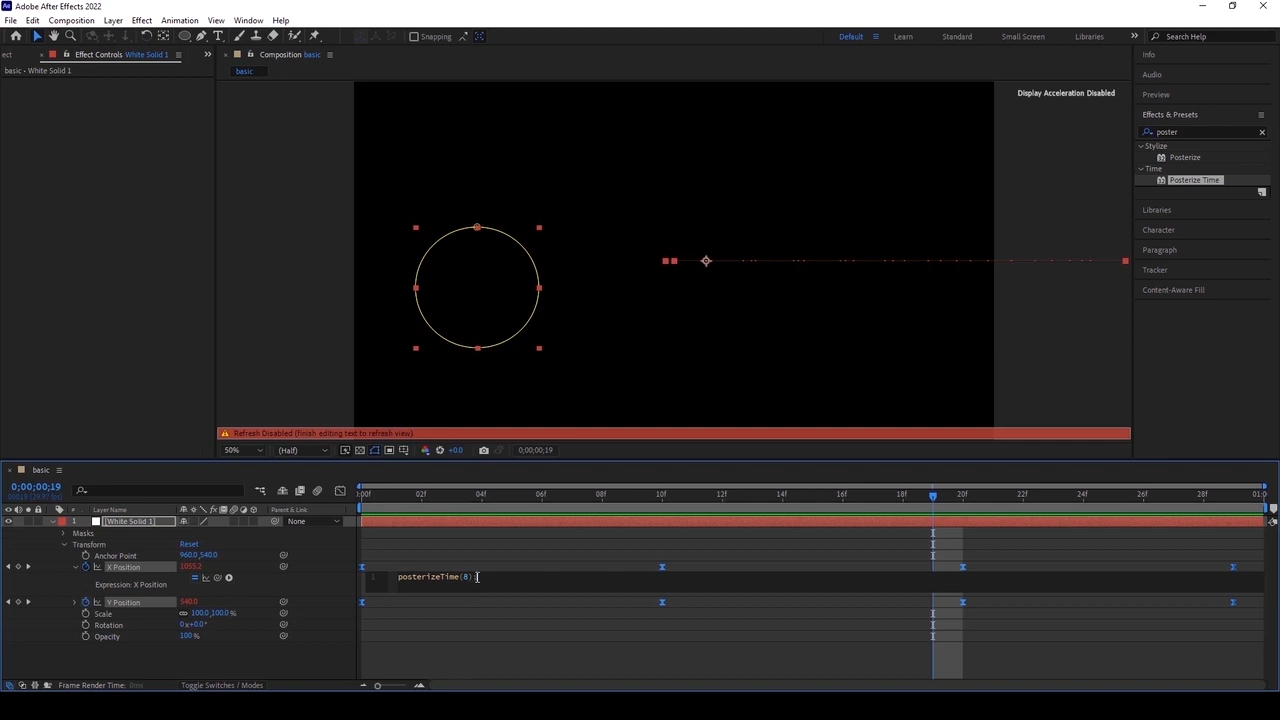 Adobe After Effects 2022
File Edit Composition Layer Effect Animation View Window Help
Snapping
Default Learn Standard Small Screen Libraries
Search Help
ect Effect Controls White Solid 1
basic • White Solid 1
Composition basic
basic
Display Acceleration Disabled
Info
Audio
Preview
Effects & Presets
poster
Stylize
Posterize
Time
Posterize Time
Libraries
Character
Paragraph
Tracker
Content-Aware Fill
Refresh Disabled (finish editing text to refresh view)
50% (Half) +0.0 0;00;00;19
basic
0;00;00;19
00019 (29.97 fps)
:00F 02F 04F 06F 08F 10F 12F 14F 16F 18F 20F 22F 24F 26F 28F 01:0
# Layer Name Parent & Link
1 [White Solid 1] None
Masks
Transform Reset
Anchor Point 960.0,540.0
X Position 1055.2
Expression: X Position
1 posterizeTime(8);
Y Position 540.0
Scale 100.0,100.0%
Rotation 0x+0.0°
Opacity 100%
Frame Render Time: 0ms Toggle Switches / Modes